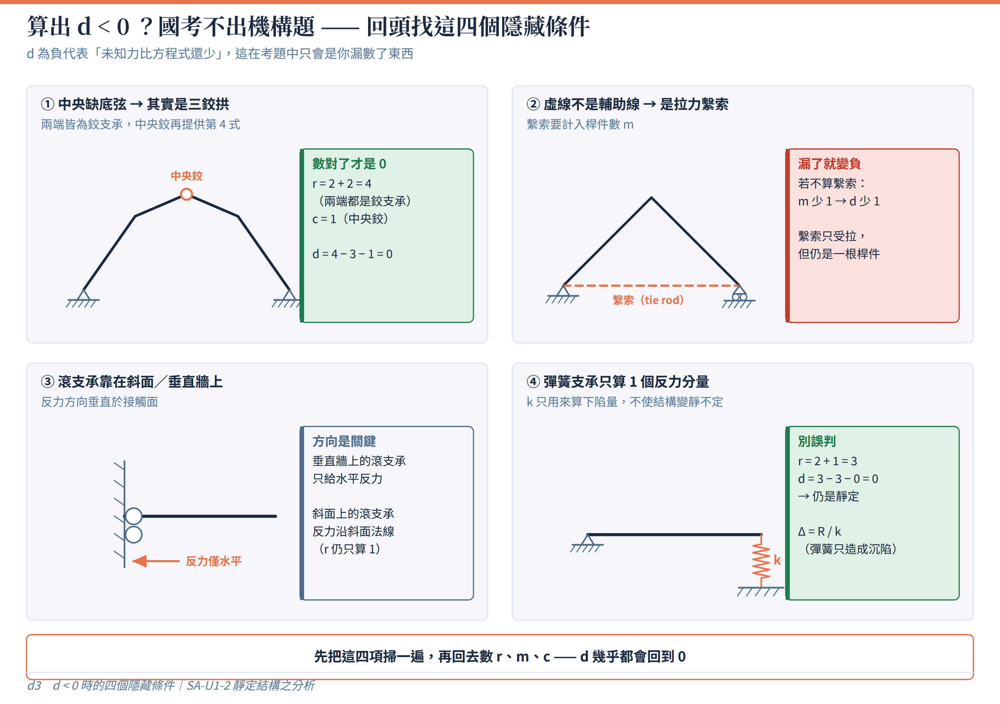 算出 d < 0 ？國考不出機構題 —— 回頭找這四個隱藏條件
d 為負代表「未知力比方程式還少」，這在考題中只會是你漏數了東西
① 中央缺底弦 → 其實是三鉸拱
兩端皆為鉸支承，中央鉸再提供第 4 式
中央鉸
數對了才是 0
r = 2 + 2 = 4
（兩端都是鉸支承）
c = 1（中央鉸）
d = 4 − 3 − 1 = 0
② 虛線不是輔助線 → 是拉力繫索
繫索要計入桿件數 m
繫索（tie rod）
漏了就變負
若不算繫索：
m 少 1 → d 少 1
繫索只受拉，
但仍是一根桿件
③ 滾支承靠在斜面／垂直牆上
反力方向垂直於接觸面
反力僅水平
方向是關鍵
垂直牆上的滾支承
只給水平反力
斜面上的滾支承
反力沿斜面法線
（r 仍只算 1）
④ 彈簧支承只算 1 個反力分量
k 只用來算下陷量，不使結構變靜不定
k
別誤判
r = 2 + 1 = 3
d = 3 − 3 − 0 = 0
→ 仍是靜定
Δ = R / k
（彈簧只造成沉陷）
先把這四項掃一遍，再回去數 r、m、c —— d 幾乎都會回到 0
d3　d < 0 時的四個隱藏條件｜SA-U1-2 靜定結構之分析